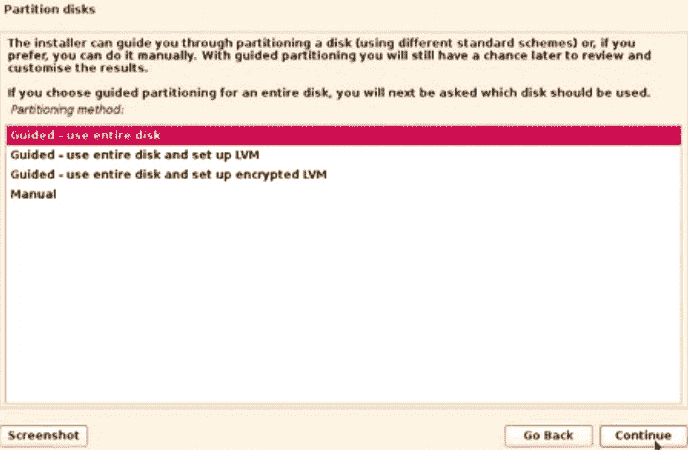 Partition disks
The installer can guide you through partitioning a disk (using different standard schemes) or, if you
prefer, you can do it manually. With guided partitioning you will still have a chance later to review and
customise the results.
If you choose guided partitioning for an entire disk, you will next be asked which disk should be used.
Partitioning method:
Guided - use entire disk
Guided - use entire disk and set up LVM
Guided - use entire disk and set up encrypted LVM
Manual
Screenshot
Go Back
Continue